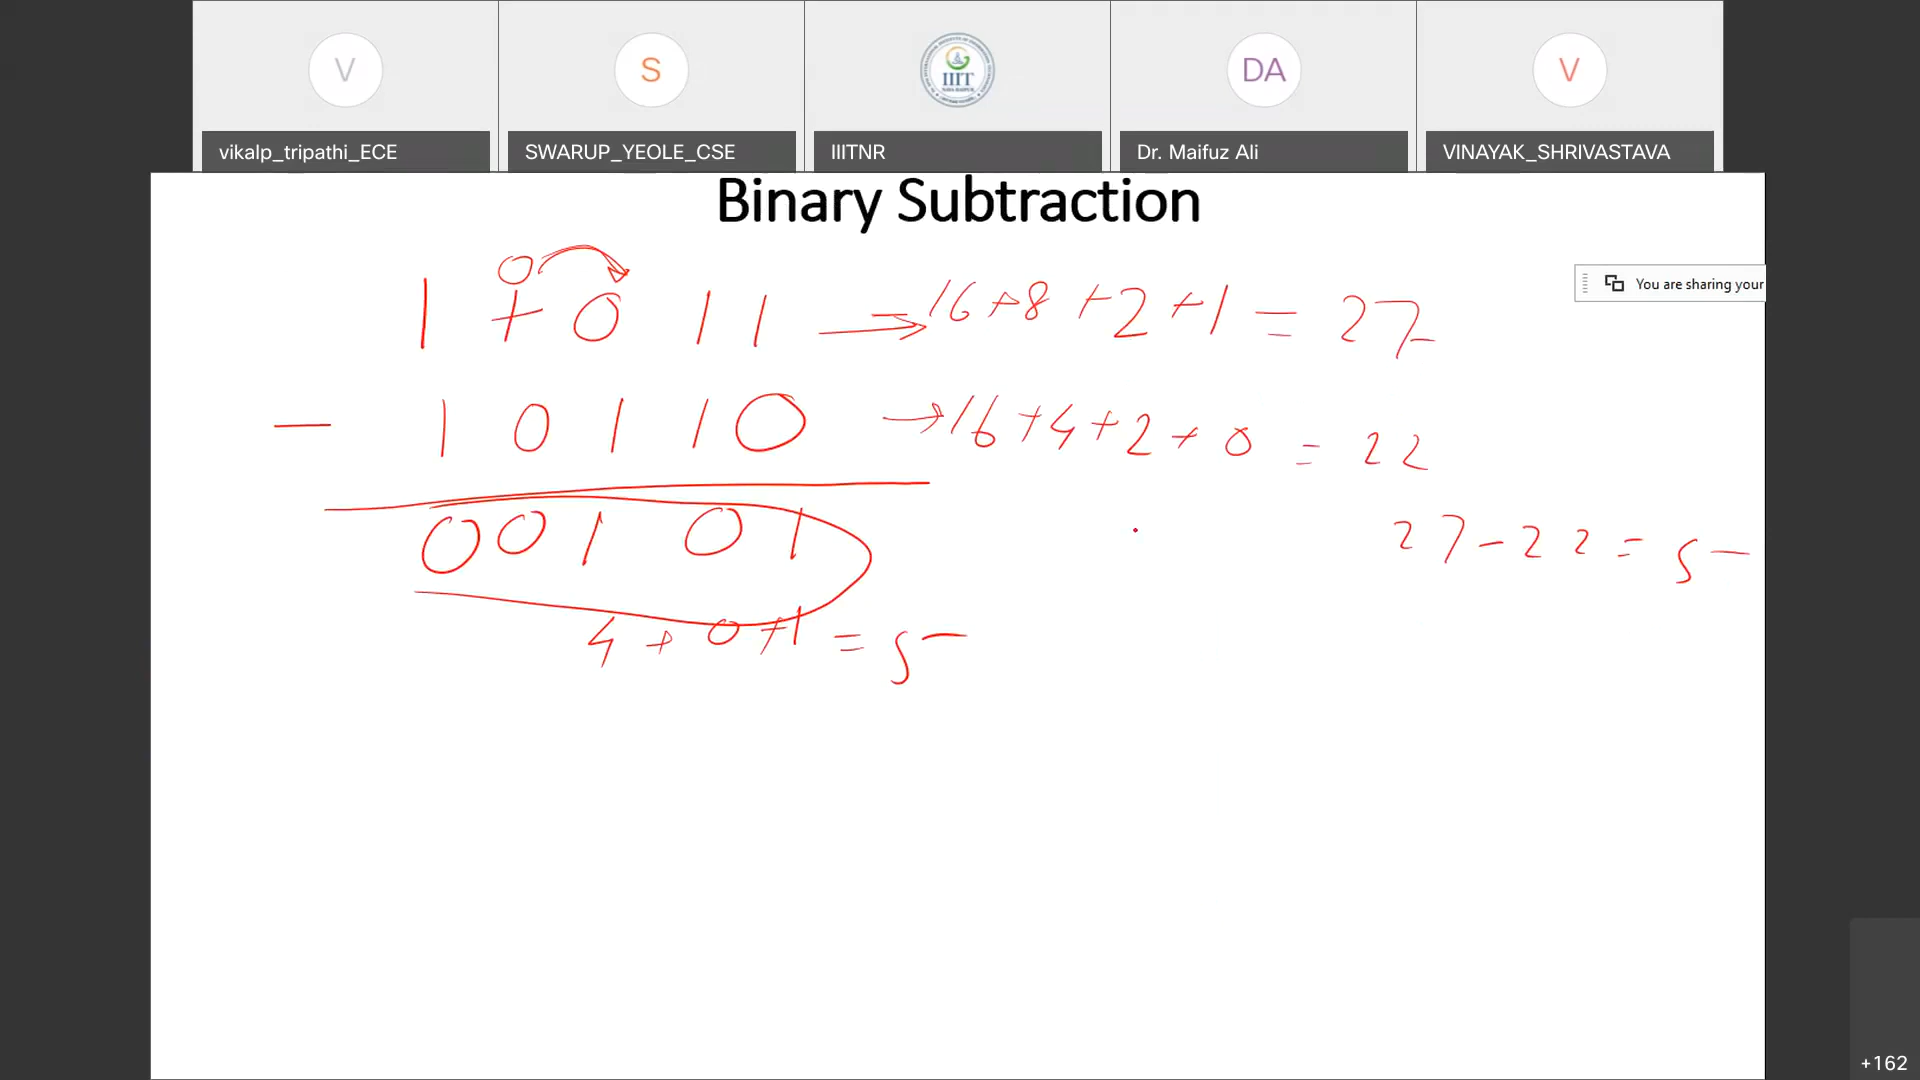 V
S
IIIT
DA
V
vikalp_tripathi_ECE
SWARUP_YEOLE_CSE
IIITNR
Dr. Maifuz Ali
VINAYAK_SHRIVASTAVA
Binary Subtraction
You are sharing your
0
1 1 0 1 1 → 16 + 8 + 2 + 1 = 27
- 1 0 1 1 0 → 16 + 4 + 2 + 0 = 22
0 0 1 0 1
27 - 22 = 5
4 + 0 + 1 = 5
+162